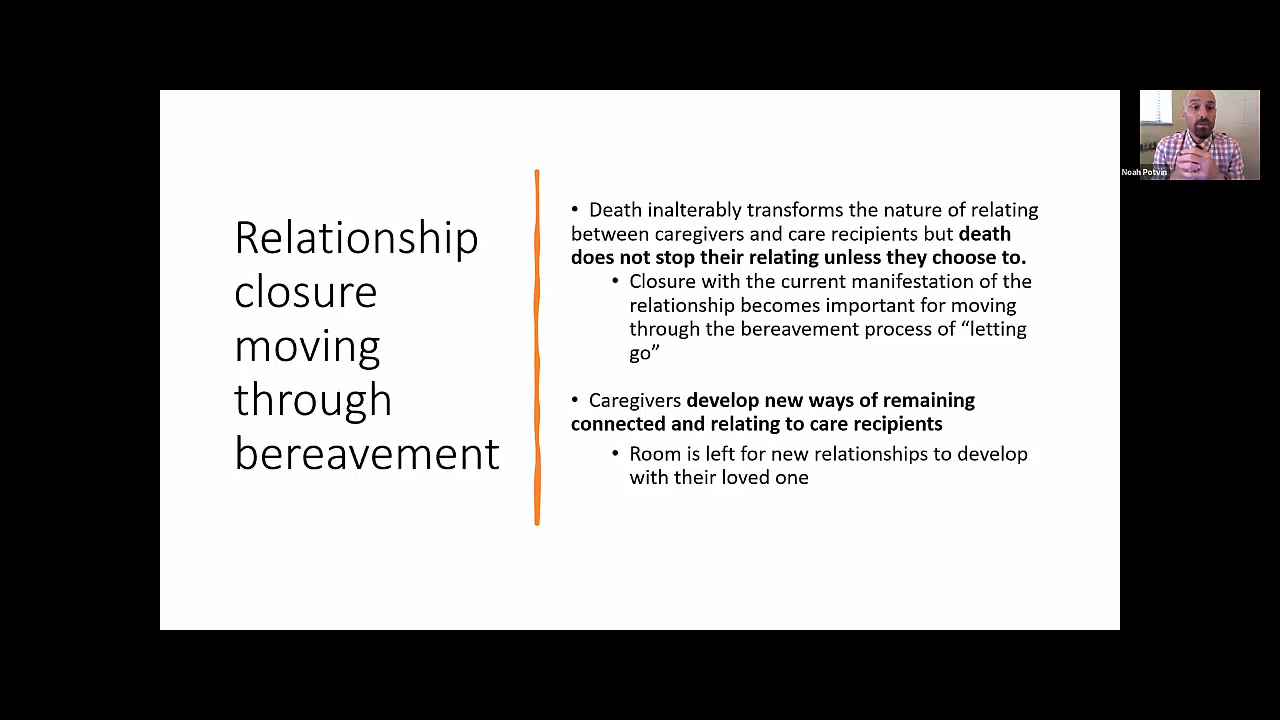 Relationship
closure
moving
through
bereavement
• Death inalterably transforms the nature of relating
between caregivers and care recipients but death
does not stop their relating unless they choose to.
• Closure with the current manifestation of the
relationship becomes important for moving
through the bereavement process of “letting
go”
• Caregivers develop new ways of remaining
connected and relating to care recipients
• Room is left for new relationships to develop
with their loved one
Noah Potvin